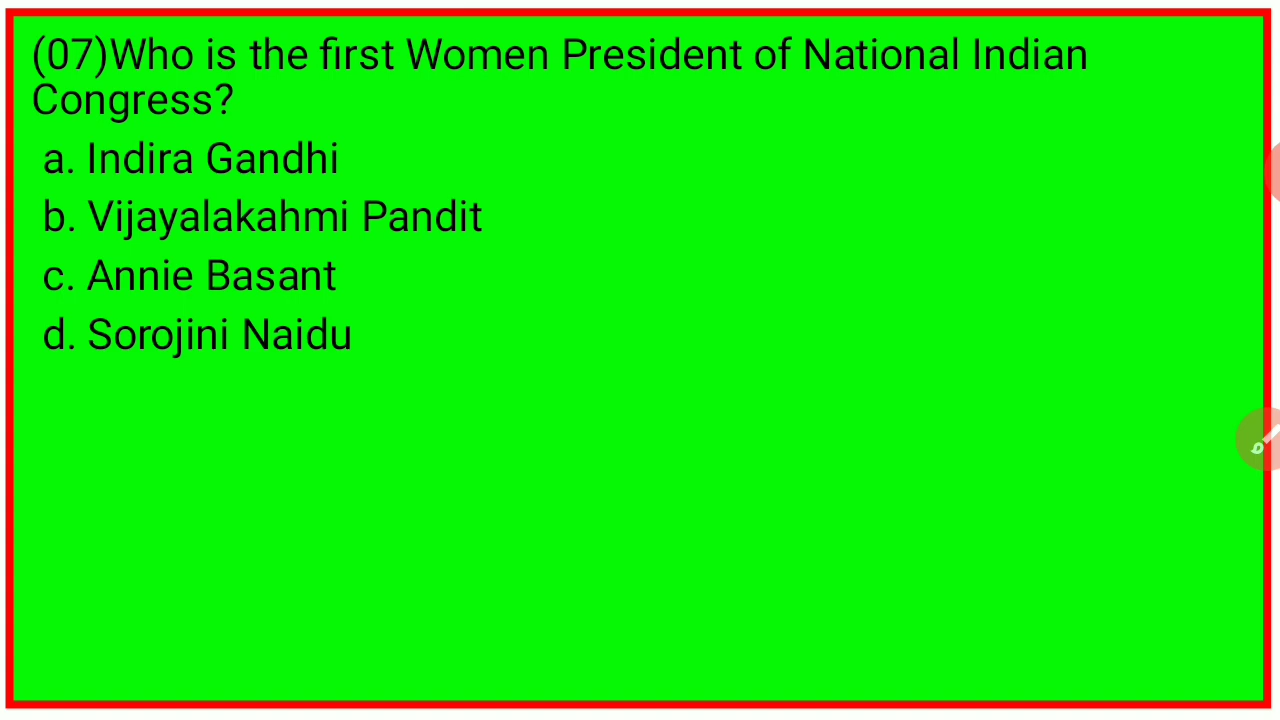 (07)Who is the first Women President of National Indian
Congress?
a. Indira Gandhi
b. Vijayalakahmi Pandit
c. Annie Basant
d. Sorojini Naidu